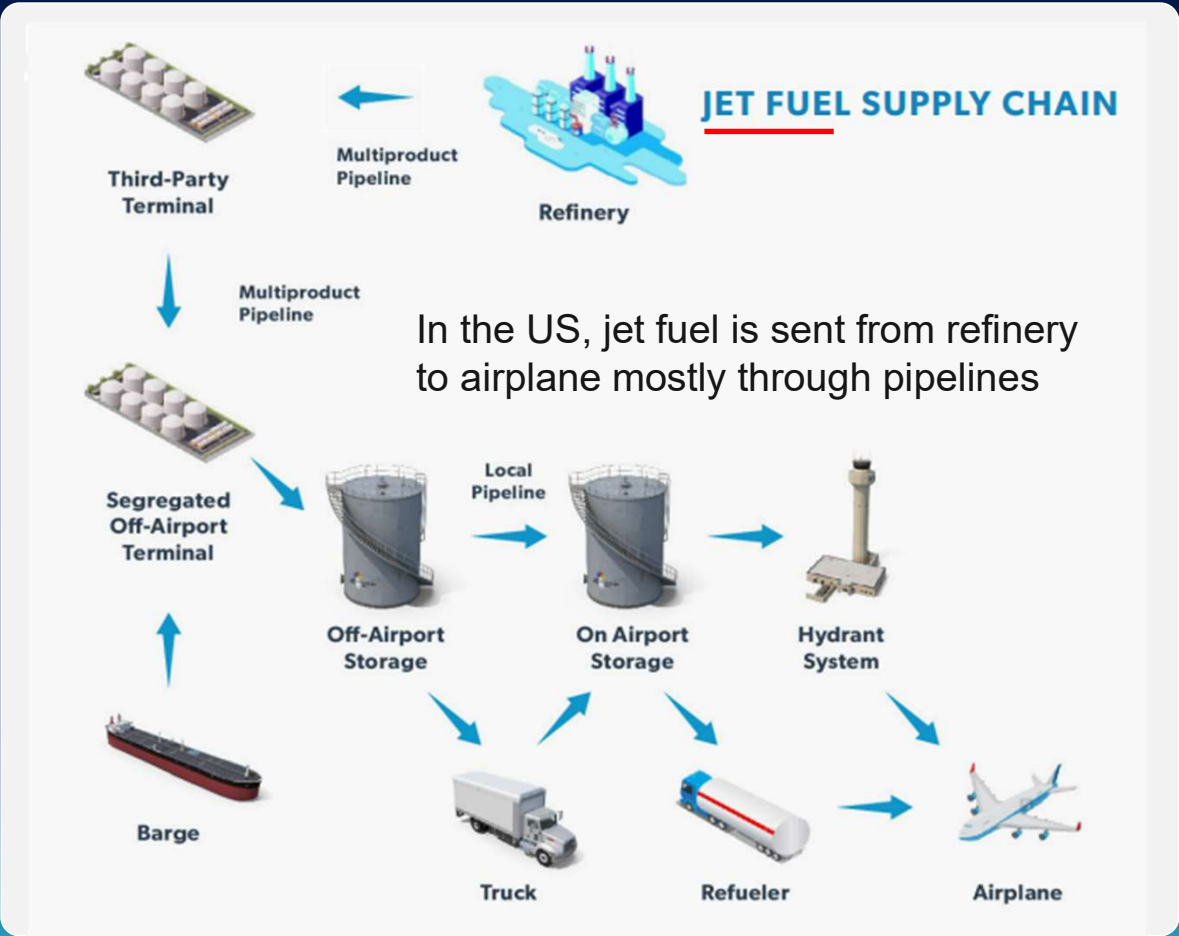 JET FUEL SUPPLY CHAIN
Multiproduct
Pipeline
Third-Party
Terminal
Refinery
Multiproduct
Pipeline
In the US, jet fuel is sent from refinery
to airplane mostly through pipelines
Local
Pipeline
Segregated
Off-Airport
Terminal
Off-Airport
Storage
On Airport
Storage
Hydrant
System
Barge
Truck
Refueler
Airplane